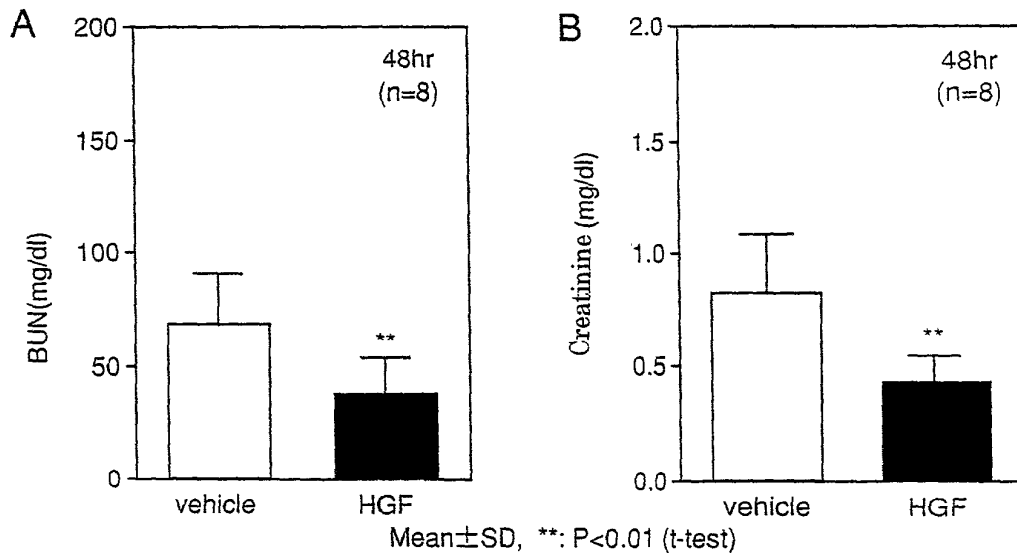 A
BUN(mg/dl)
200
150
100
50
0
48hr
(n=8)
**
vehicle HGF
B
Creatinine (mg/dl)
2.0
1.5
1.0
0.5
0.0
48hr
(n=8)
**
vehicle HGF
Mean±SD, **: P<0.01 (t-test)